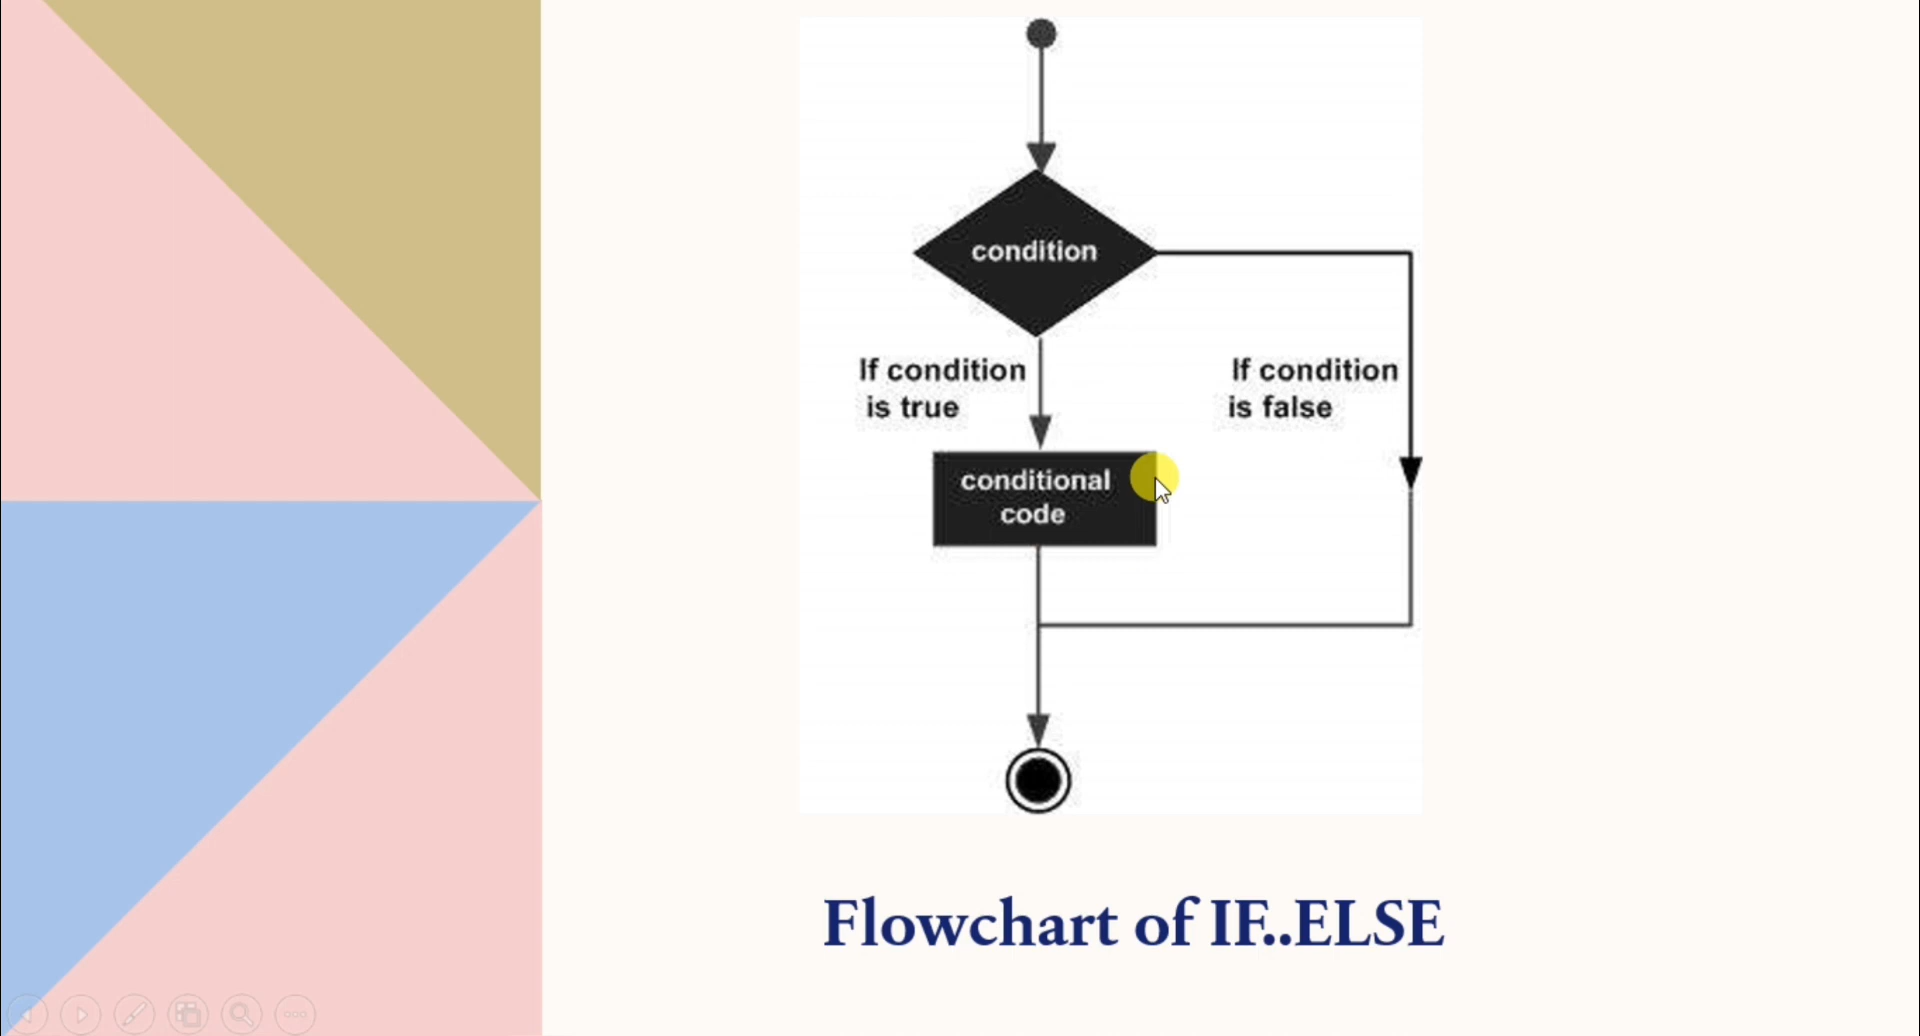 condition
If condition
is true
If condition
is false
conditional
code
Flowchart of IF..ELSE